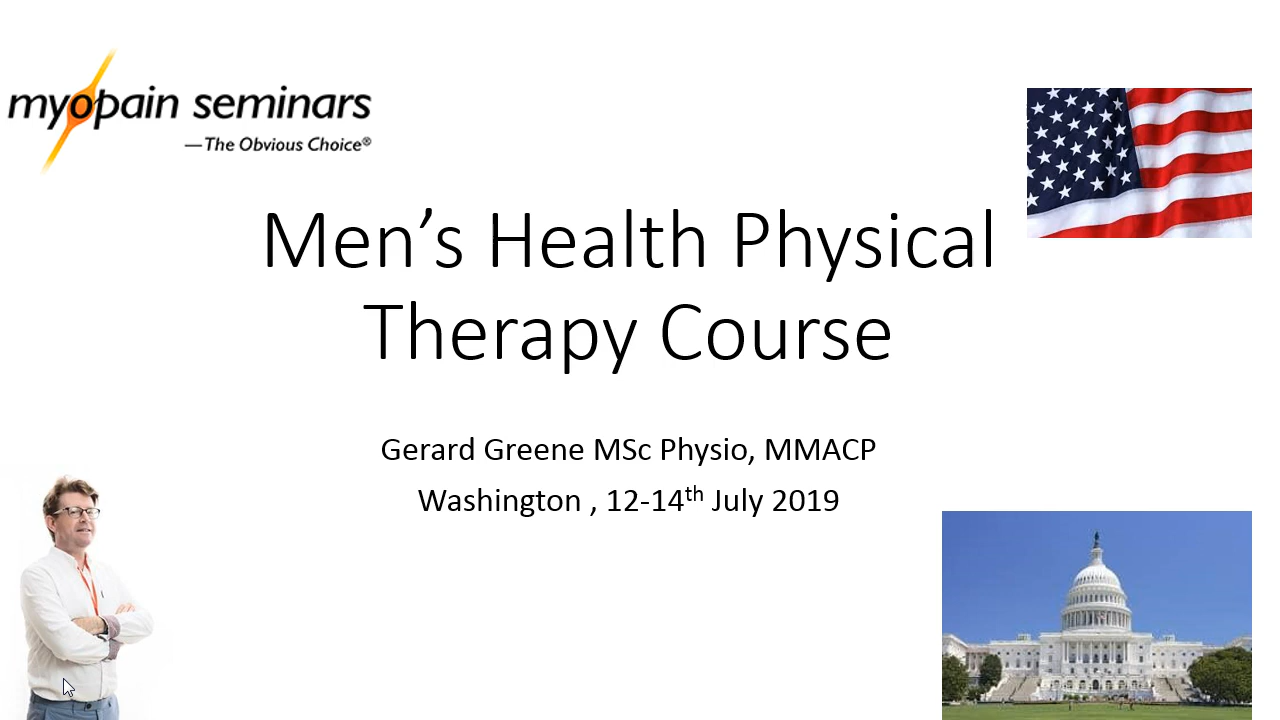 myopain seminars
—The Obvious Choice®
Men’s Health Physical
Therapy Course
Gerard Greene MSc Physio, MMACP
Washington , 12-14th July 2019